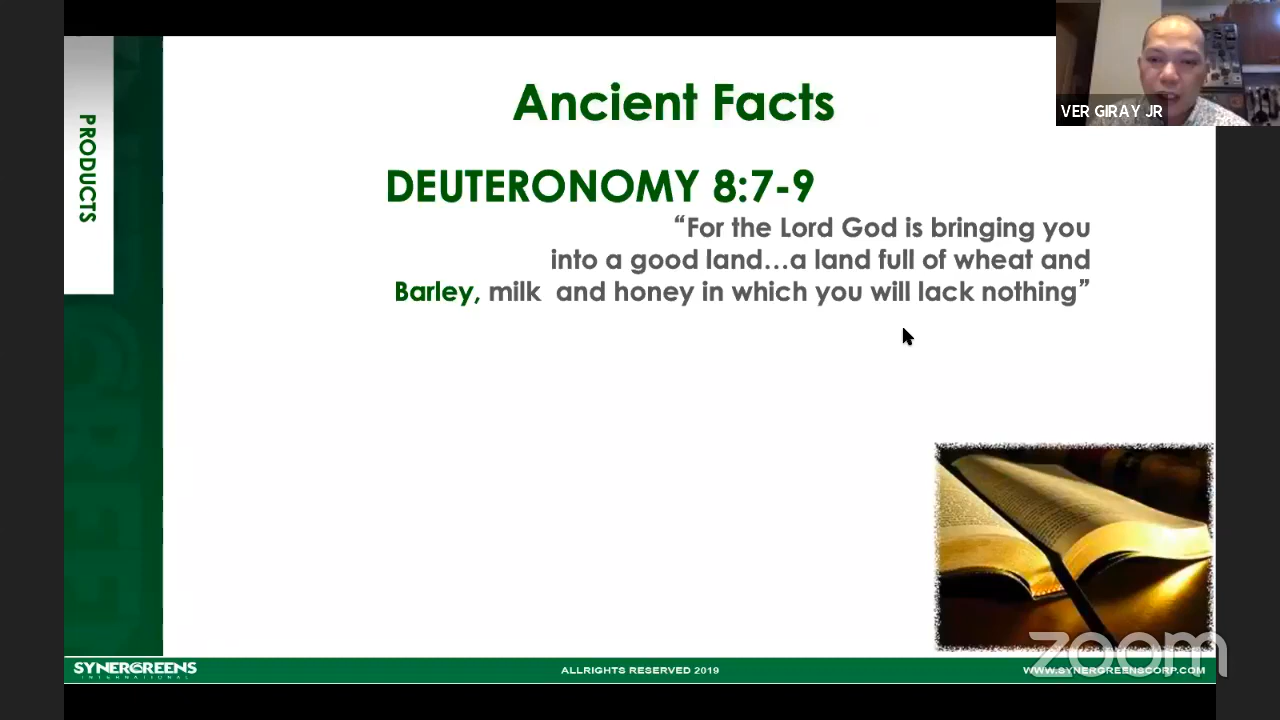 Ancient Facts
VER GIRAY JR
PRODUCTS
DEUTERONOMY 8:7-9
“For the Lord God is bringing you
into a good land...a land full of wheat and
Barley, milk and honey in which you will lack nothing”
zoom
SYNERGREENS
INTERNATIONAL
ALLRIGHTS RESERVED 2019
WWW.SYNERGREENSCORP.COM